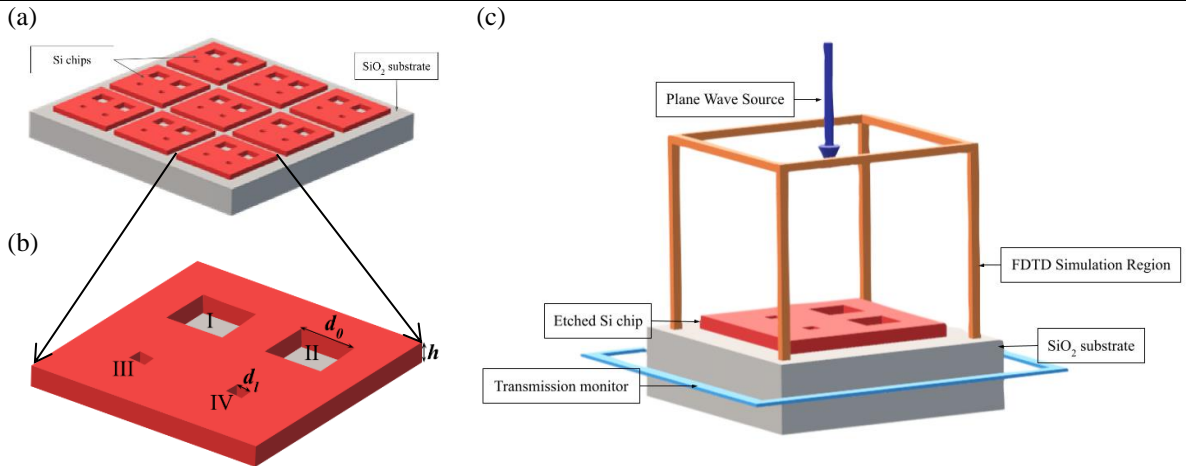 (a)
Si chips
SiO2 substrate
(b)
I
II
d0
h
III
d1
IV
(c)
Plane Wave Source
FDTD Simulation Region
Etched Si chip
SiO2 substrate
Transmission monitor